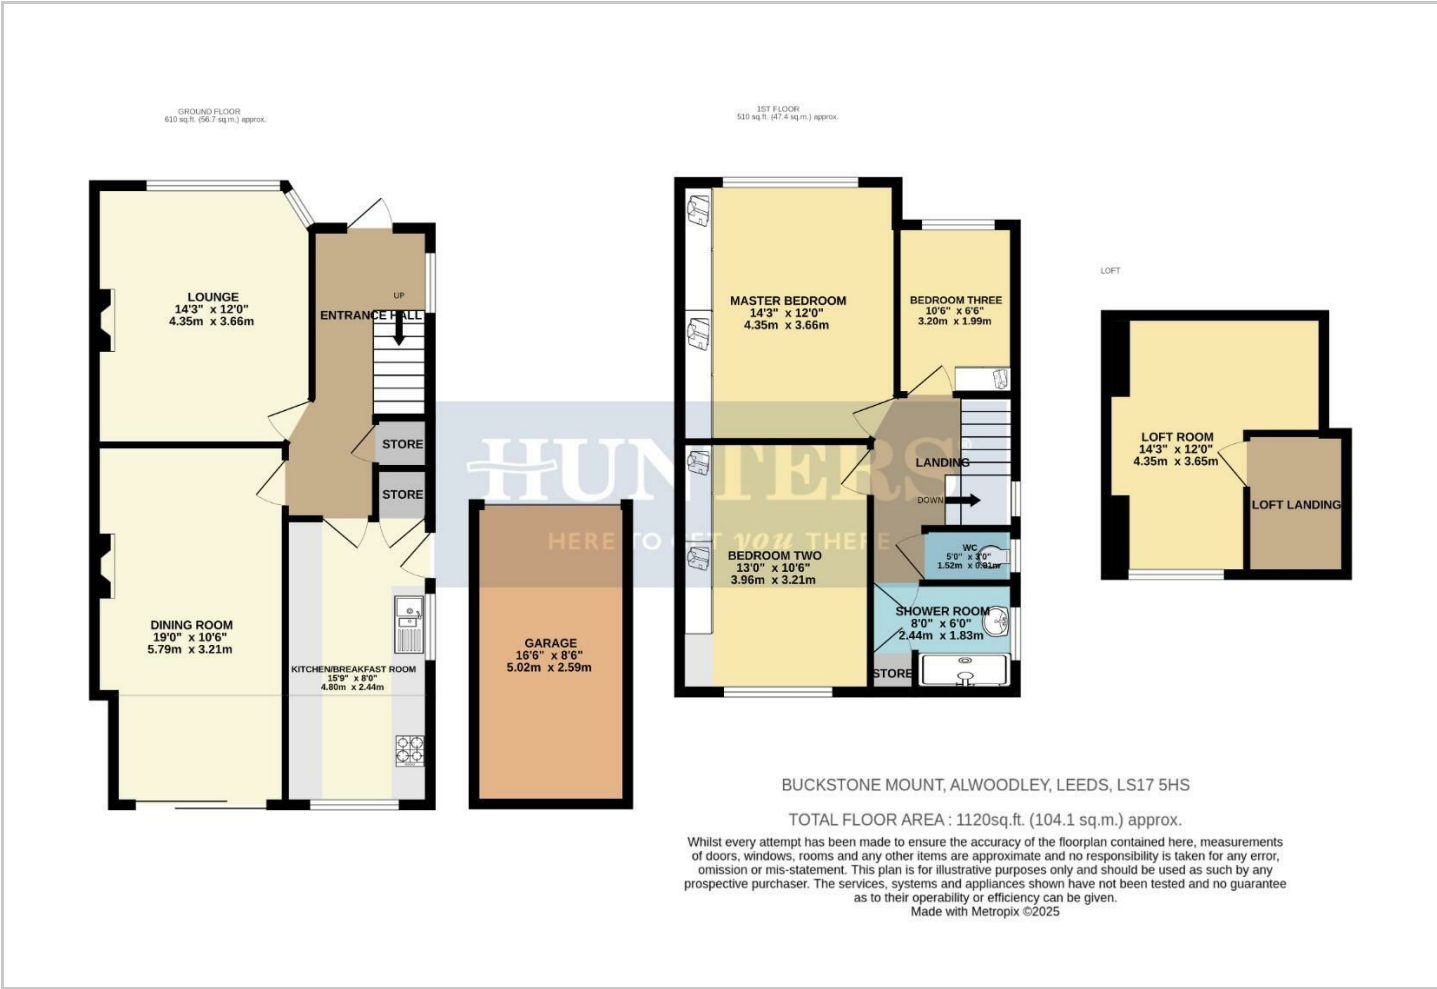 GROUND FLOOR
610 sq.ft. (56.7 sq.m.) approx.
1ST FLOOR
510 sq.ft. (47.4 sq.m.) approx.
LOFT
LOUNGE
14'3" x 12'0"
4.35m x 3.66m
UP
ENTRANCE HALL
STORE
STORE
DINING ROOM
19'0" x 10'6"
5.79m x 3.21m
KITCHEN/BREAKFAST ROOM
15'9" x 8'0"
4.80m x 2.44m
GARAGE
16'6" x 8'6"
5.02m x 2.59m
MASTER BEDROOM
14'3" x 12'0"
4.35m x 3.66m
BEDROOM THREE
10'6" x 6'6"
3.20m x 1.99m
LANDING
DOWN
BEDROOM TWO
13'0" x 10'6"
3.96m x 3.21m
WC
5'0" x 3'0"
1.52m x 0.91m
SHOWER ROOM
8'0" x 6'0"
2.44m x 1.83m
STORE
LOFT ROOM
14'3" x 12'0"
4.35m x 3.65m
LOFT LANDING
HUNTERS®
HERE TO GET you THERE
BUCKSTONE MOUNT, ALWOODLEY, LEEDS, LS17 5HS
TOTAL FLOOR AREA : 1120sq.ft. (104.1 sq.m.) approx.
Whilst every attempt has been made to ensure the accuracy of the floorplan contained here, measurements
of doors, windows, rooms and any other items are approximate and no responsibility is taken for any error,
omission or mis-statement. This plan is for illustrative purposes only and should be used as such by any
prospective purchaser. The services, systems and appliances shown have not been tested and no guarantee
as to their operability or efficiency can be given.
Made with Metropix ©2025